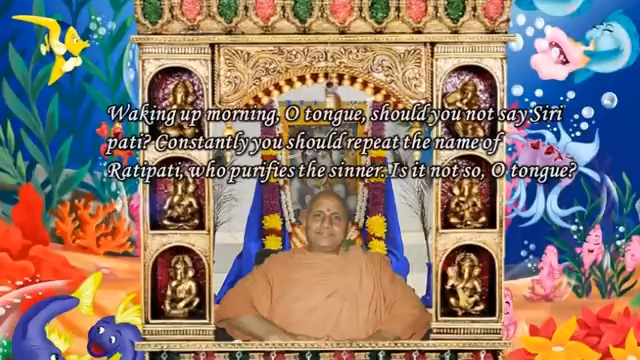 Waking up morning, O tongue, should you not say Siri
pati? Constantly you should repeat the name of
Ratipati, who purifies the sinner. Is it not so, O tongue?